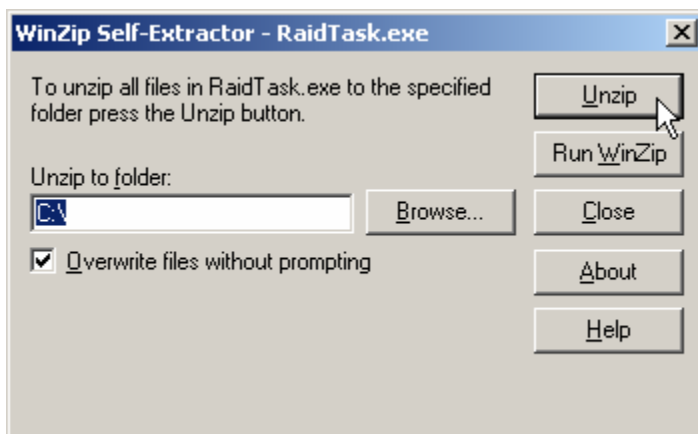 WinZip Self-Extractor - RaidTask.exe
To unzip all files in RaidTask.exe to the specified
folder press the Unzip button.
Unzip to folder:
C:\
Browse...
Overwrite files without prompting
Unzip
Run WinZip
Close
About
Help